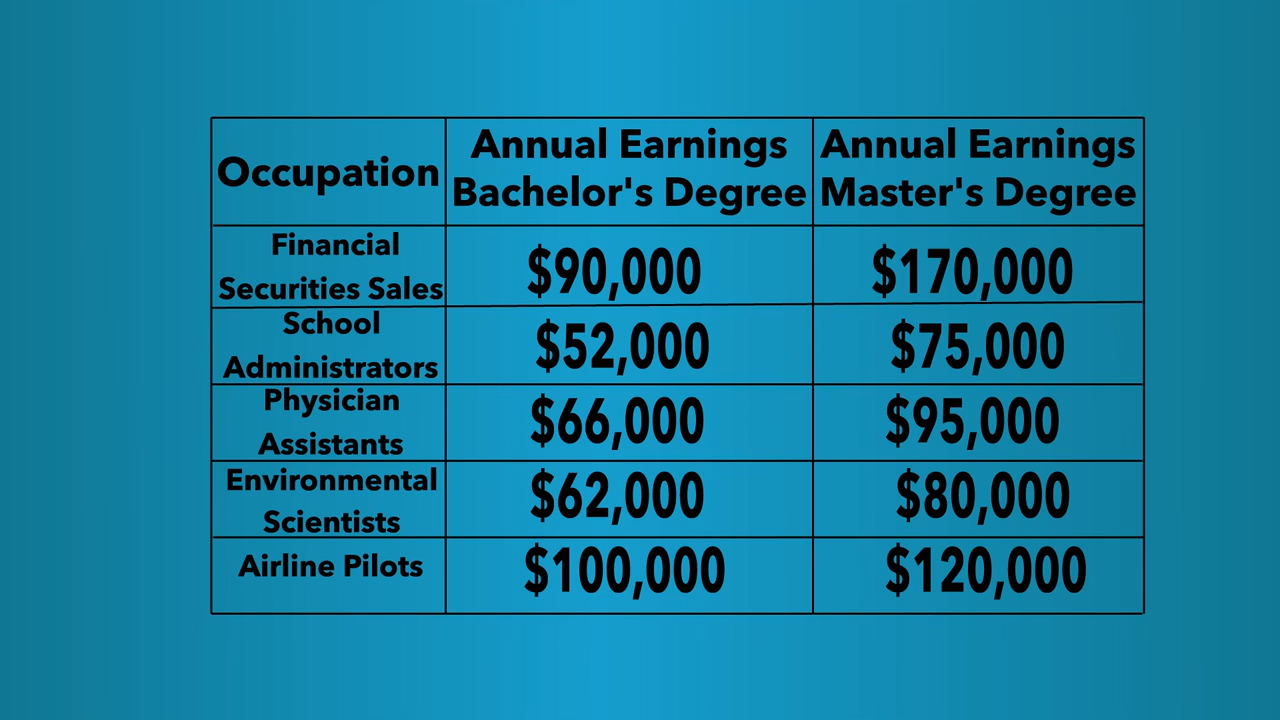 Occupation
Annual Earnings
Bachelor's Degree
Annual Earnings
Master's Degree
Financial
Securities Sales
$90,000
$170,000
School
Administrators
$52,000
$75,000
Physician
Assistants
$66,000
$95,000
Environmental
Scientists
$62,000
$80,000
Airline Pilots
$100,000
$120,000